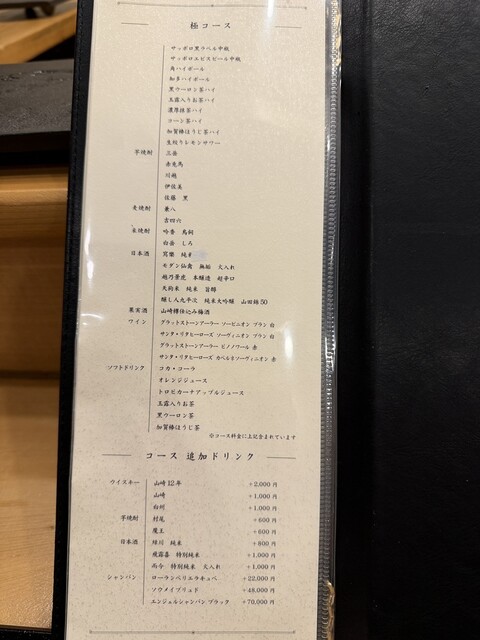 極コース
サッポロ黒ラベル中瓶
サッポロエビスビール中瓶
角ハイボール
知多ハイボール
黒ウーロン茶ハイ
玉露入りお茶ハイ
濃厚抹茶ハイ
コーン茶ハイ
加賀棒ほうじ茶ハイ
生絞りレモンサワー
芋焼酎 三岳
赤兎馬
川越
伊佐美
佐藤 黒
麦焼酎 兼八
吉四六
米焼酎 吟香 鳥飼
白岳 しろ
日本酒 寫樂 純米
モダン仙禽 無垢 火入れ
越乃景虎 本醸造 超辛口
天狗舞 純米 旨醇
醸し人九平次 純米大吟醸 山田錦50
果実酒 山崎樽仕込み梅酒
ワイン グラットストーンアーラー ソービニオン ブラン 白
サンタ・リタヒーローズ ソーヴィニオン ブラン 白
グラットストーンアーラー ピノノワール 赤
サンタ・リタヒーローズ カベルネソーヴィニオン 赤
ソフトドリンク コカ・コーラ
オレンジジュース
トロピカーナアップルジュース
玉露入りお茶
黒ウーロン茶
加賀棒ほうじ茶
※コース料金に上記含まれています
コース 追加ドリンク
ウイスキー 山崎12年 +2,000円
山崎 +1,000円
白州 +1,000円
芋焼酎 村尾 +600円
魔王 +600円
日本酒 緑川 純米 +800円
飛露喜 特別純米 +1,000円
而今 特別純米 火入れ +1,000円
シャンパン ローランペリエラキュベ +22,000円
ソウメイブリュド +48,000円
エンジェルシャンパン ブラック +70,000円